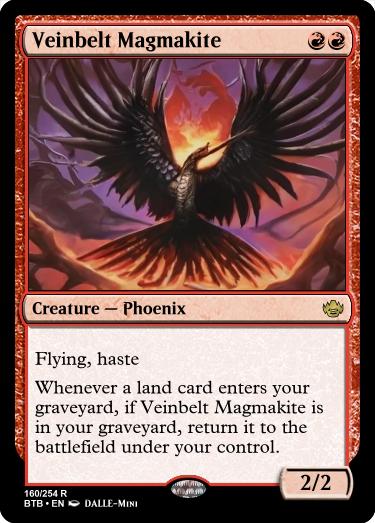 Veinbelt Magmakite
Creature — Phoenix
Flying, haste
Whenever a land card enters your
graveyard, if Veinbelt Magmakite is
in your graveyard, return it to the
battlefield under your control.
2/2
160/254 R
BTB • EN DALLE-Mini